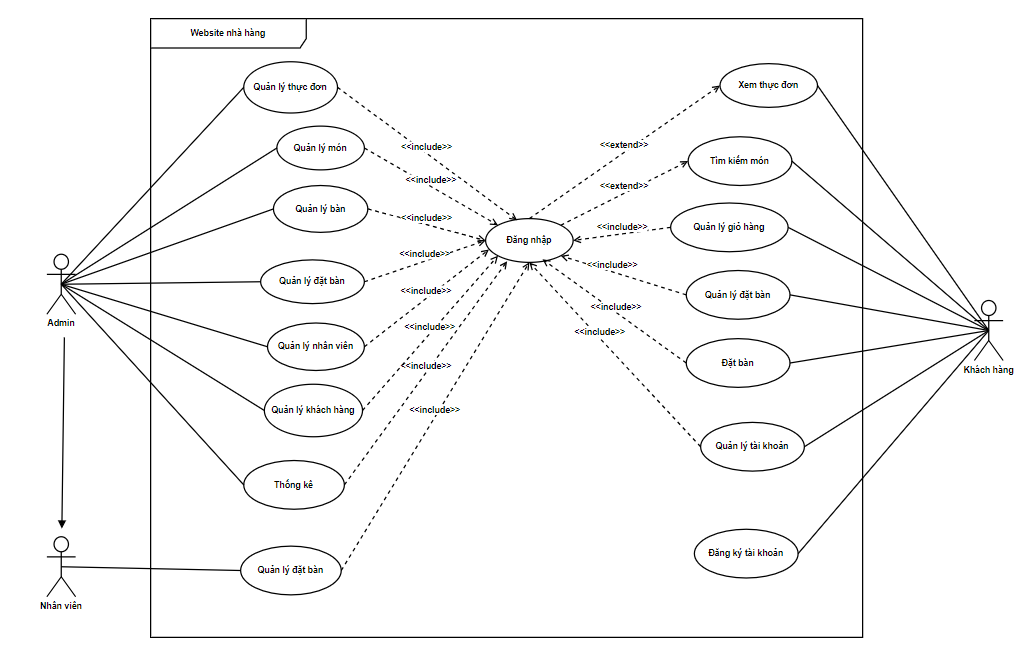 Website nhà hàng
Quản lý thực đơn
Xem thực đơn
<<include>>
<<extend>>
Quản lý món
Tìm kiếm món
<<include>>
<<extend>>
Quản lý bàn
<<include>>
<<include>>
Quản lý giỏ hàng
Đăng nhập
<<include>>
<<include>>
Quản lý đặt bàn
Quản lý đặt bàn
<<include>>
<<include>>
Admin
<<include>>
<<include>>
Quản lý nhân viên
Đặt bàn
<<include>>
Khách hàng
Quản lý khách hàng
<<include>>
Quản lý tài khoản
Thống kê
Đăng ký tài khoản
Quản lý đặt bàn
Nhân viên